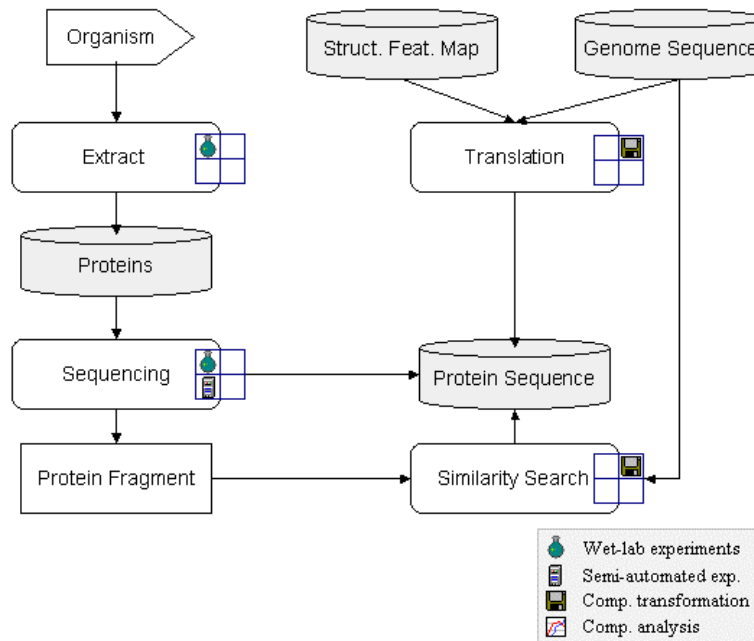 Organism
Struct. Feat. Map
Genome Sequence
Extract
Translation
Proteins
Sequencing
Protein Sequence
Protein Fragment
Similarity Search
Wet-lab experiments
Semi-automated exp.
Comp. transformation
Comp. analysis